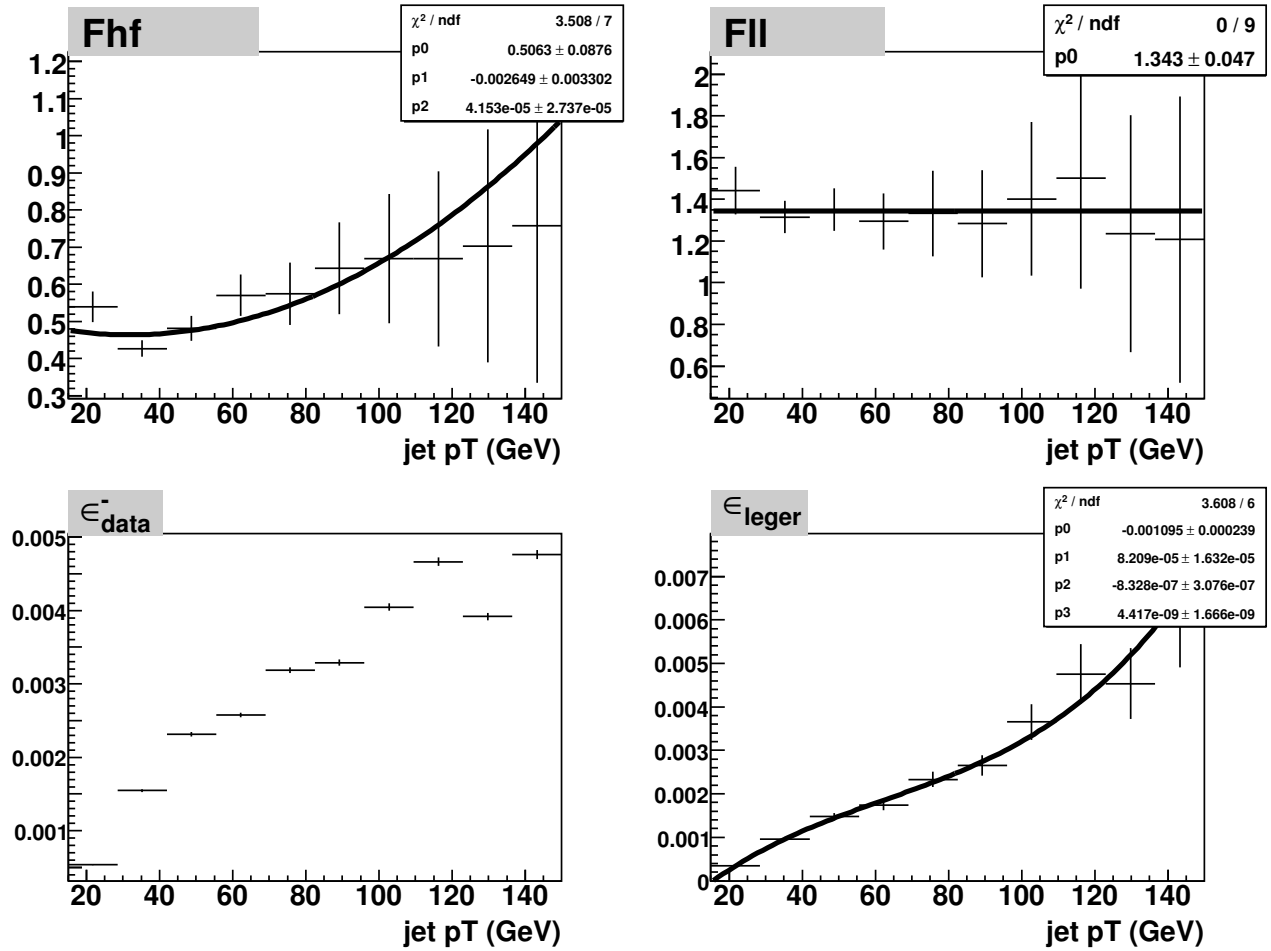 Fhf
χ² / ndf 3.508 / 7
p0 0.5063 ± 0.0876
p1 -0.002649 ± 0.003302
p2 4.153e-05 ± 2.737e-05
1.2
1.1
1
0.9
0.8
0.7
0.6
0.5
0.4
0.3
20 40 60 80 100 120 140
jet pT (GeV)
Fll
χ² / ndf 0 / 9
p0 1.343 ± 0.047
2
1.8
1.6
1.4
1.2
1
0.8
0.6
20 40 60 80 100 120 140
jet pT (GeV)
∈⁻data
0.005
0.004
0.003
0.002
0.001
20 40 60 80 100 120 140
jet pT (GeV)
∈leger
χ² / ndf 3.608 / 6
p0 -0.001095 ± 0.000239
p1 8.209e-05 ± 1.632e-05
p2 -8.328e-07 ± 3.076e-07
p3 4.417e-09 ± 1.666e-09
0.007
0.006
0.005
0.004
0.003
0.002
0.001
0
20 40 60 80 100 120 140
jet pT (GeV)